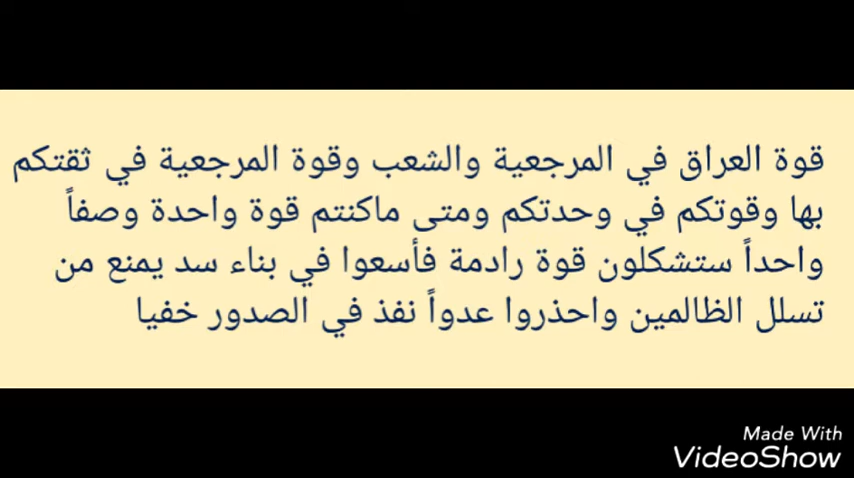 قوة العراق في المرجعية والشعب وقوة المرجعية في ثقتكم
بها وقوتكم في وحدتكم ومتى ماكنتم قوة واحدة وصفاً
واحداً ستشكلون قوة رادمة فأسعوا في بناء سد يمنع من
تسلل الظالمين واحذروا عدواً نفذ في الصدور خفيا
Made With
VideoShow